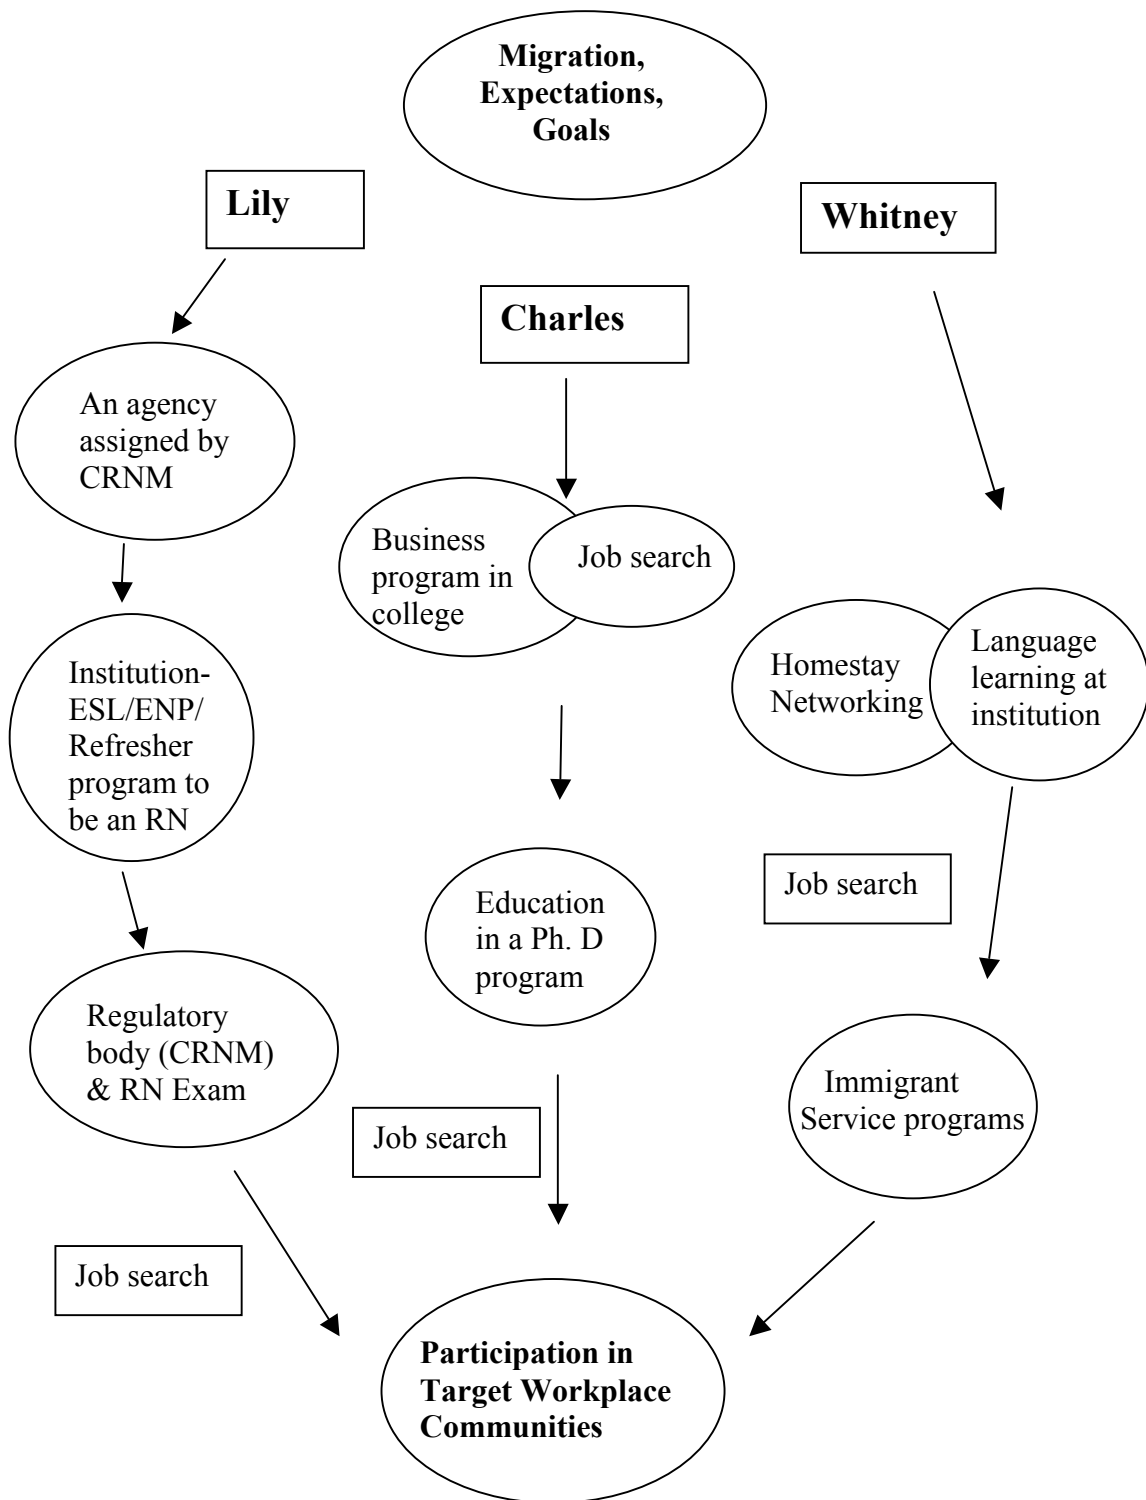 Migration,
Expectations,
Goals
Lily
Whitney
Charles
An agency
assigned by
CRNM
Business
program in
college
Job search
Institution-
ESL/ENP/
Refresher
program to
be an RN
Homestay
Networking
Language
learning at
institution
Job search
Education
in a Ph. D
program
Regulatory
body (CRNM)
& RN Exam
Immigrant
Service programs
Job search
Job search
Participation in
Target Workplace
Communities